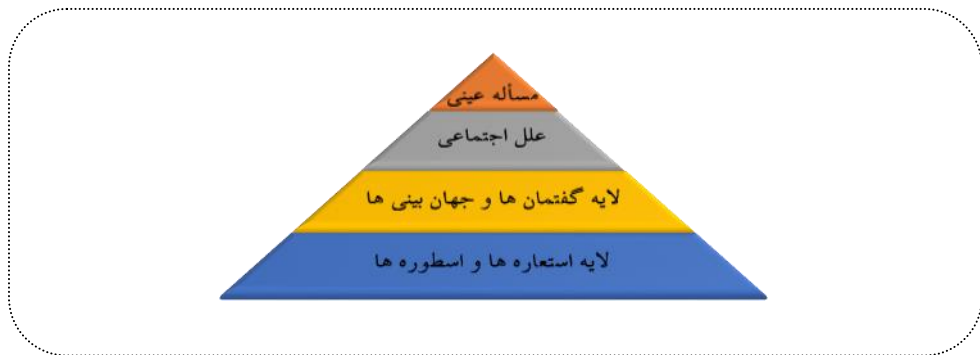 مسأله عینی
علل اجتماعی
لایه گفتمان ها و جهان بینی ها
لایه استعاره ها و اسطوره ها